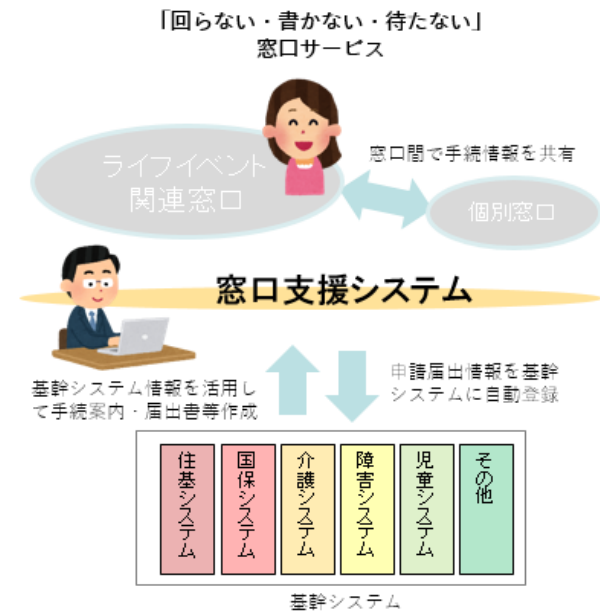 「回らない・書かない・待たない」
窓口サービス
ライフイベント
関連窓口
窓口間で手続情報を共有
個別窓口
窓口支援システム
基幹システム情報を活用し
て手続案内・届出書等作成
申請届出情報を基幹
システムに自動登録
住基システム
国保システム
介護システム
障害システム
児童システム
その他
基幹システム